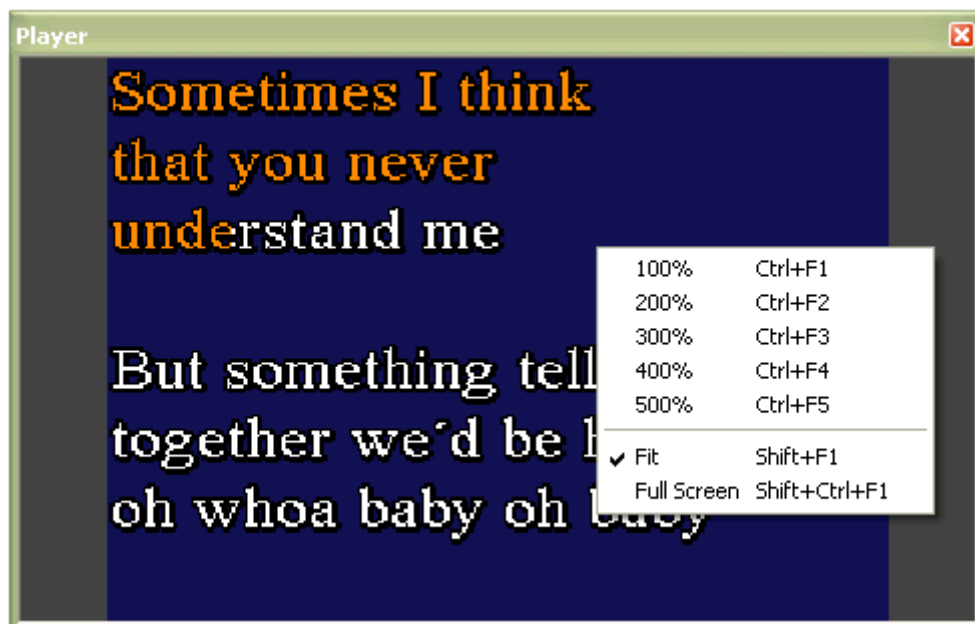 Player
Sometimes I think
that you never
understand me
But something tell
together we´d be
oh whoa baby oh baby
100% Ctrl+F1
200% Ctrl+F2
300% Ctrl+F3
400% Ctrl+F4
500% Ctrl+F5
Fit Shift+F1
Full Screen Shift+Ctrl+F1